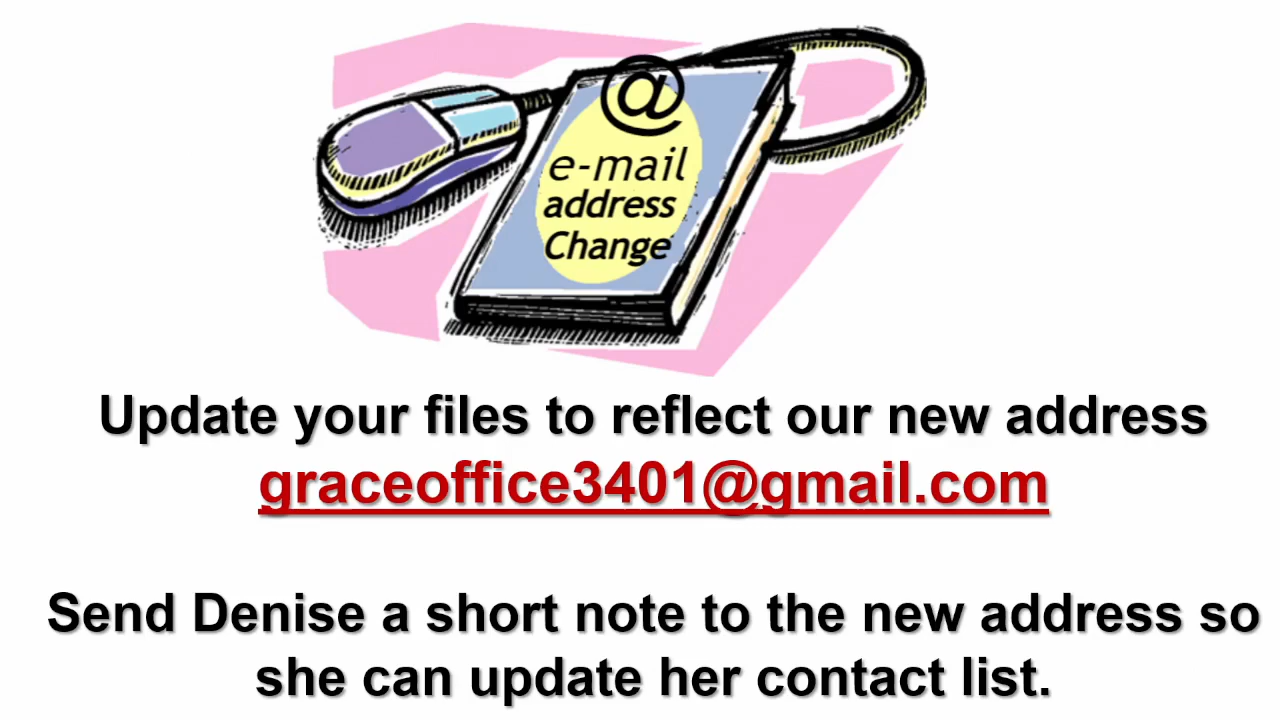 @
e-mail
address
Change
Update your files to reflect our new address
graceoffice3401@gmail.com
Send Denise a short note to the new address so
she can update her contact list.